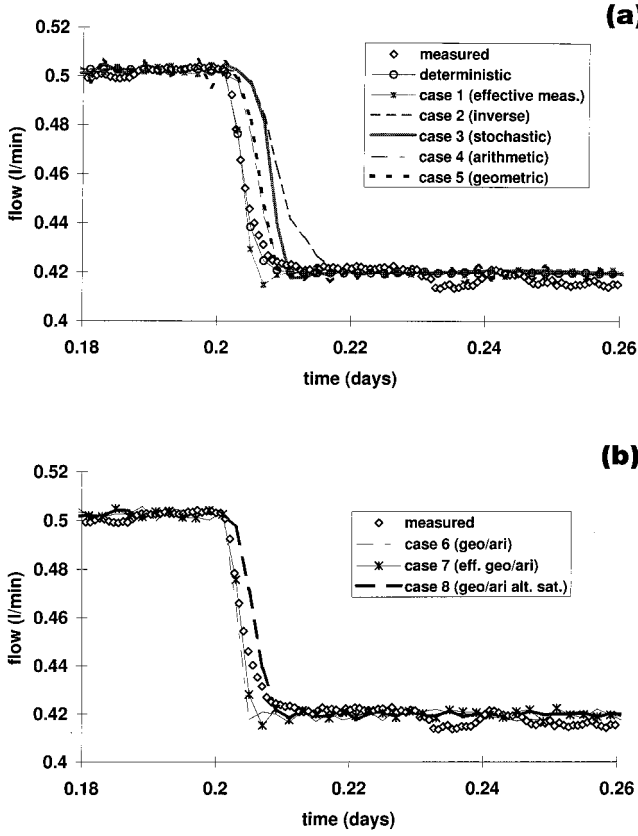 (a)
measured
deterministic
case 1 (effective meas.)
case 2 (inverse)
case 3 (stochastic)
case 4 (arithmetic)
case 5 (geometric)
0.52
0.5
0.48
0.46
0.44
0.42
0.4
flow (l/min)
0.18
0.2
0.22
0.24
0.26
time (days)
(b)
measured
case 6 (geo/ari)
case 7 (eff. geo/ari)
case 8 (geo/ari alt. sat.)
0.52
0.5
0.48
0.46
0.44
0.42
0.4
flow (l/min)
0.18
0.2
0.22
0.24
0.26
time (days)